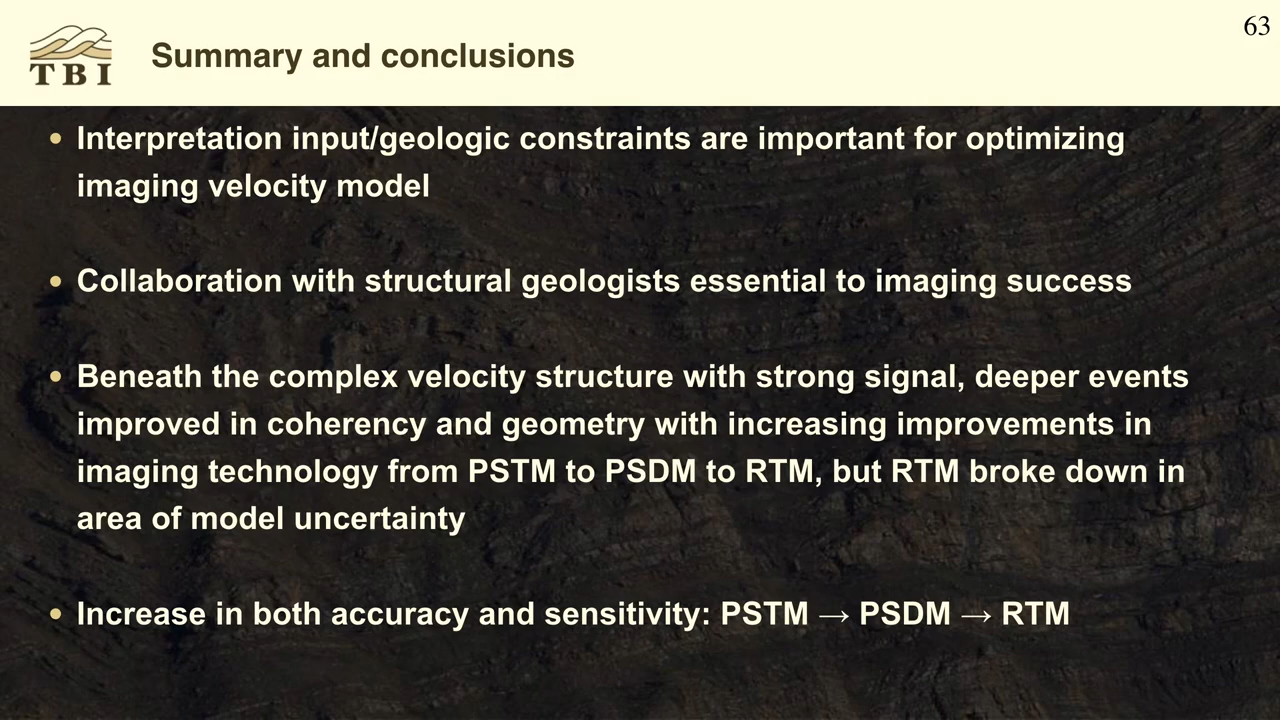 63
TBI
Summary and conclusions
• Interpretation input/geologic constraints are important for optimizing
imaging velocity model
• Collaboration with structural geologists essential to imaging success
• Beneath the complex velocity structure with strong signal, deeper events
improved in coherency and geometry with increasing improvements in
imaging technology from PSTM to PSDM to RTM, but RTM broke down in
area of model uncertainty
• Increase in both accuracy and sensitivity: PSTM → PSDM → RTM